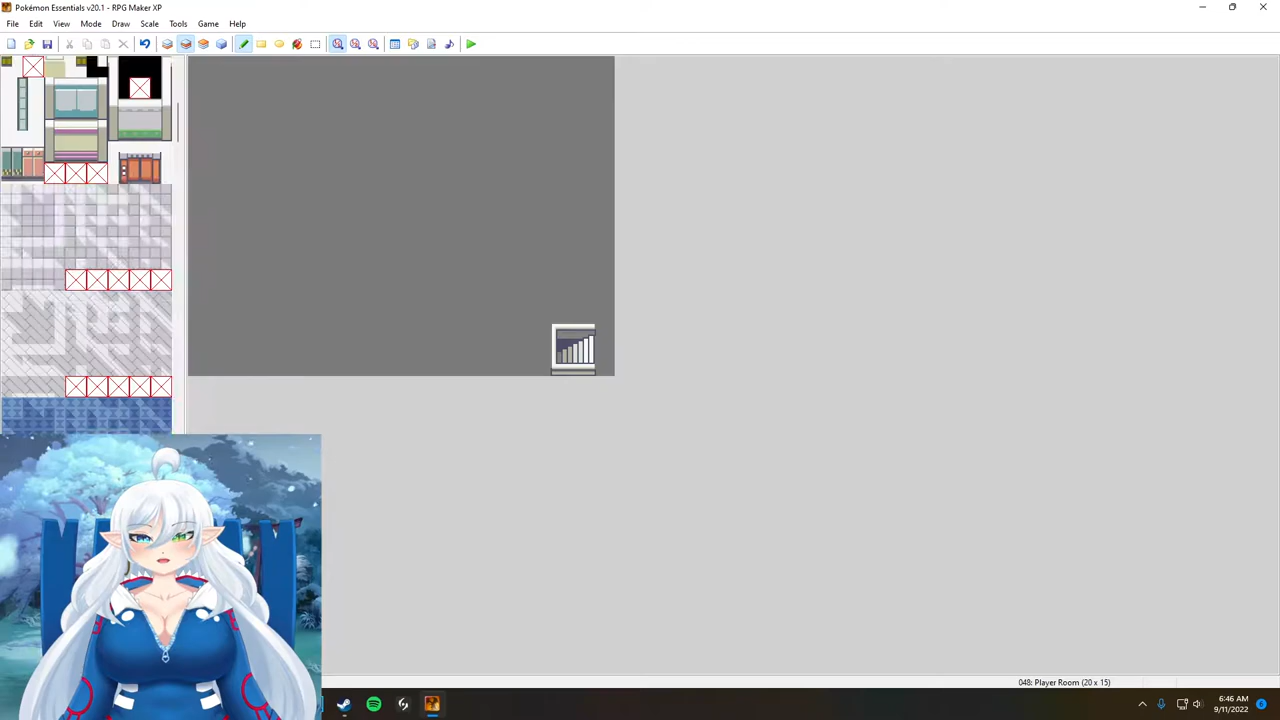 Pokémon Essentials v20.1 - RPG Maker XP
File Edit View Mode Draw Scale Tools Game Help
048: Player Room (20 x 15)
6:46 AM
9/11/2022